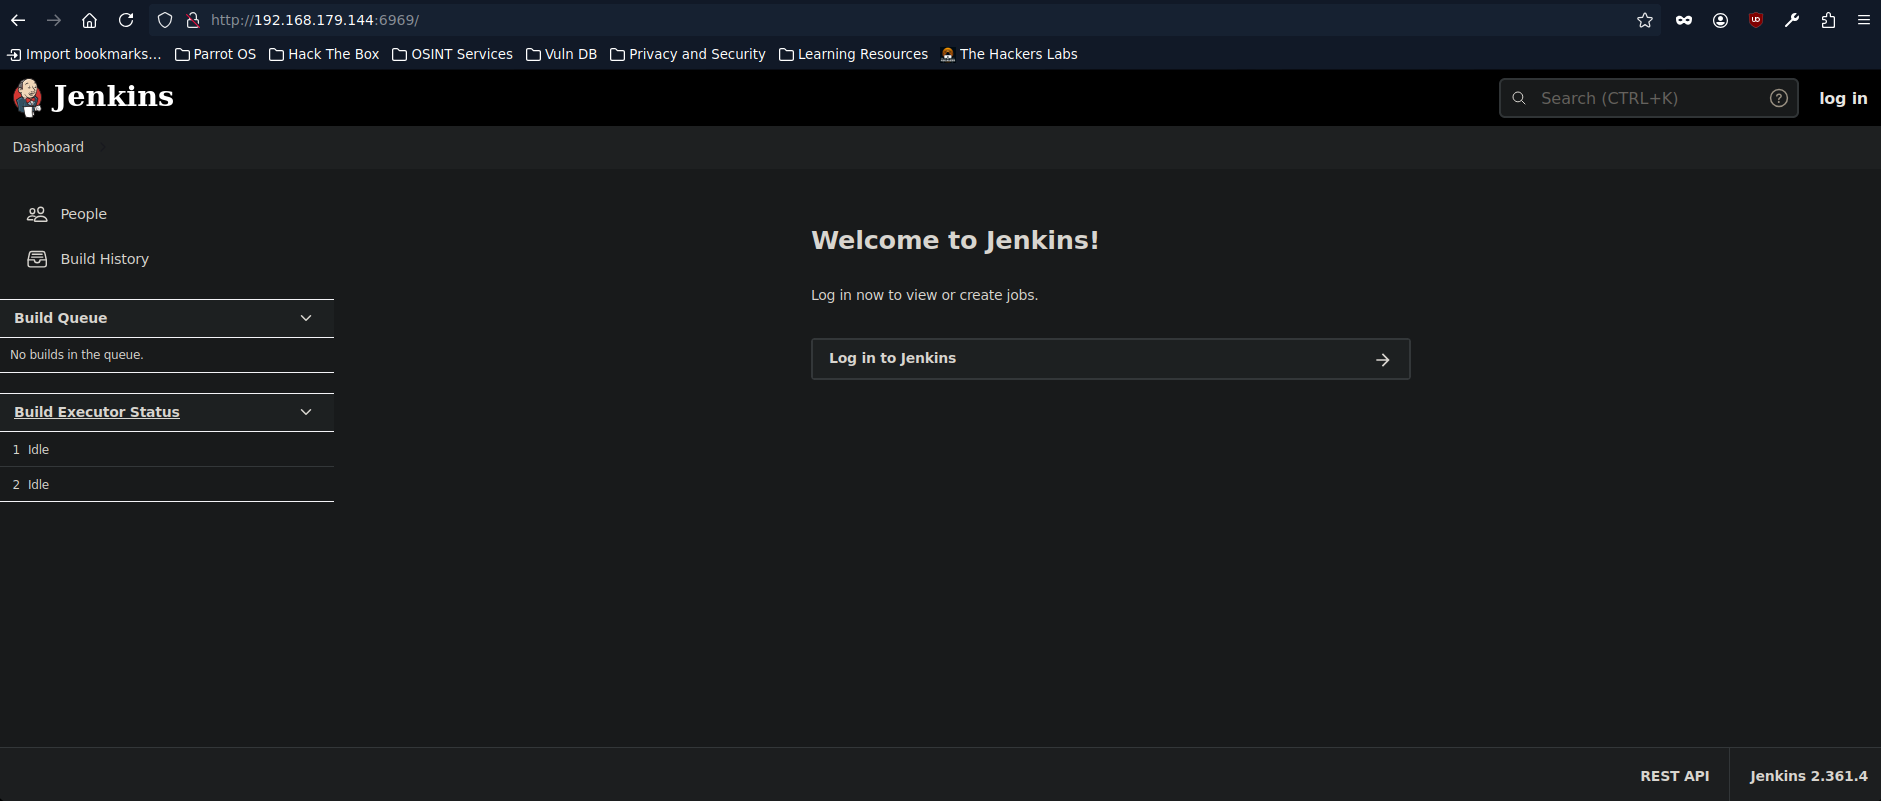 http://192.168.179.144:6969/
Import bookmarks... Parrot OS Hack The Box OSINT Services Vuln DB Privacy and Security Learning Resources The Hackers Labs
Jenkins
Search (CTRL+K)
log in
Dashboard
People
Build History
Build Queue
No builds in the queue.
Build Executor Status
1 Idle
2 Idle
Welcome to Jenkins!
Log in now to view or create jobs.
Log in to Jenkins
REST API
Jenkins 2.361.4